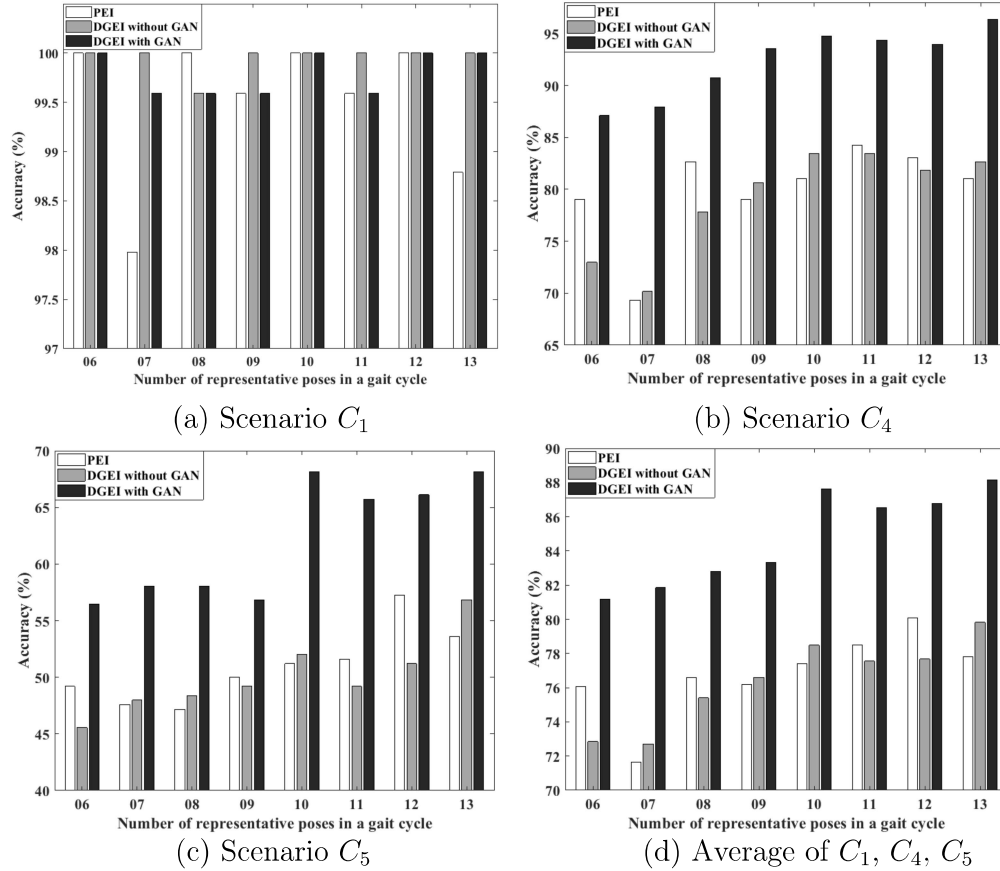 PEI
DGEI without GAN
DGEI with GAN
100
99.5
99
98.5
98
97.5
97
Accuracy (%)
06 07 08 09 10 11 12 13
Number of representative poses in a gait cycle
(a) Scenario C1
PEI
DGEI without GAN
DGEI with GAN
95
90
85
80
75
70
65
Accuracy (%)
06 07 08 09 10 11 12 13
Number of representative poses in a gait cycle
(b) Scenario C4
PEI
DGEI without GAN
DGEI with GAN
70
65
60
55
50
45
40
Accuracy (%)
06 07 08 09 10 11 12 13
Number of representative poses in a gait cycle
(c) Scenario C5
PEI
DGEI without GAN
DGEI with GAN
88
86
84
82
80
78
76
74
72
70
Accuracy (%)
06 07 08 09 10 11 12 13
Number of representative poses in a gait cycle
(d) Average of C1, C4, C5